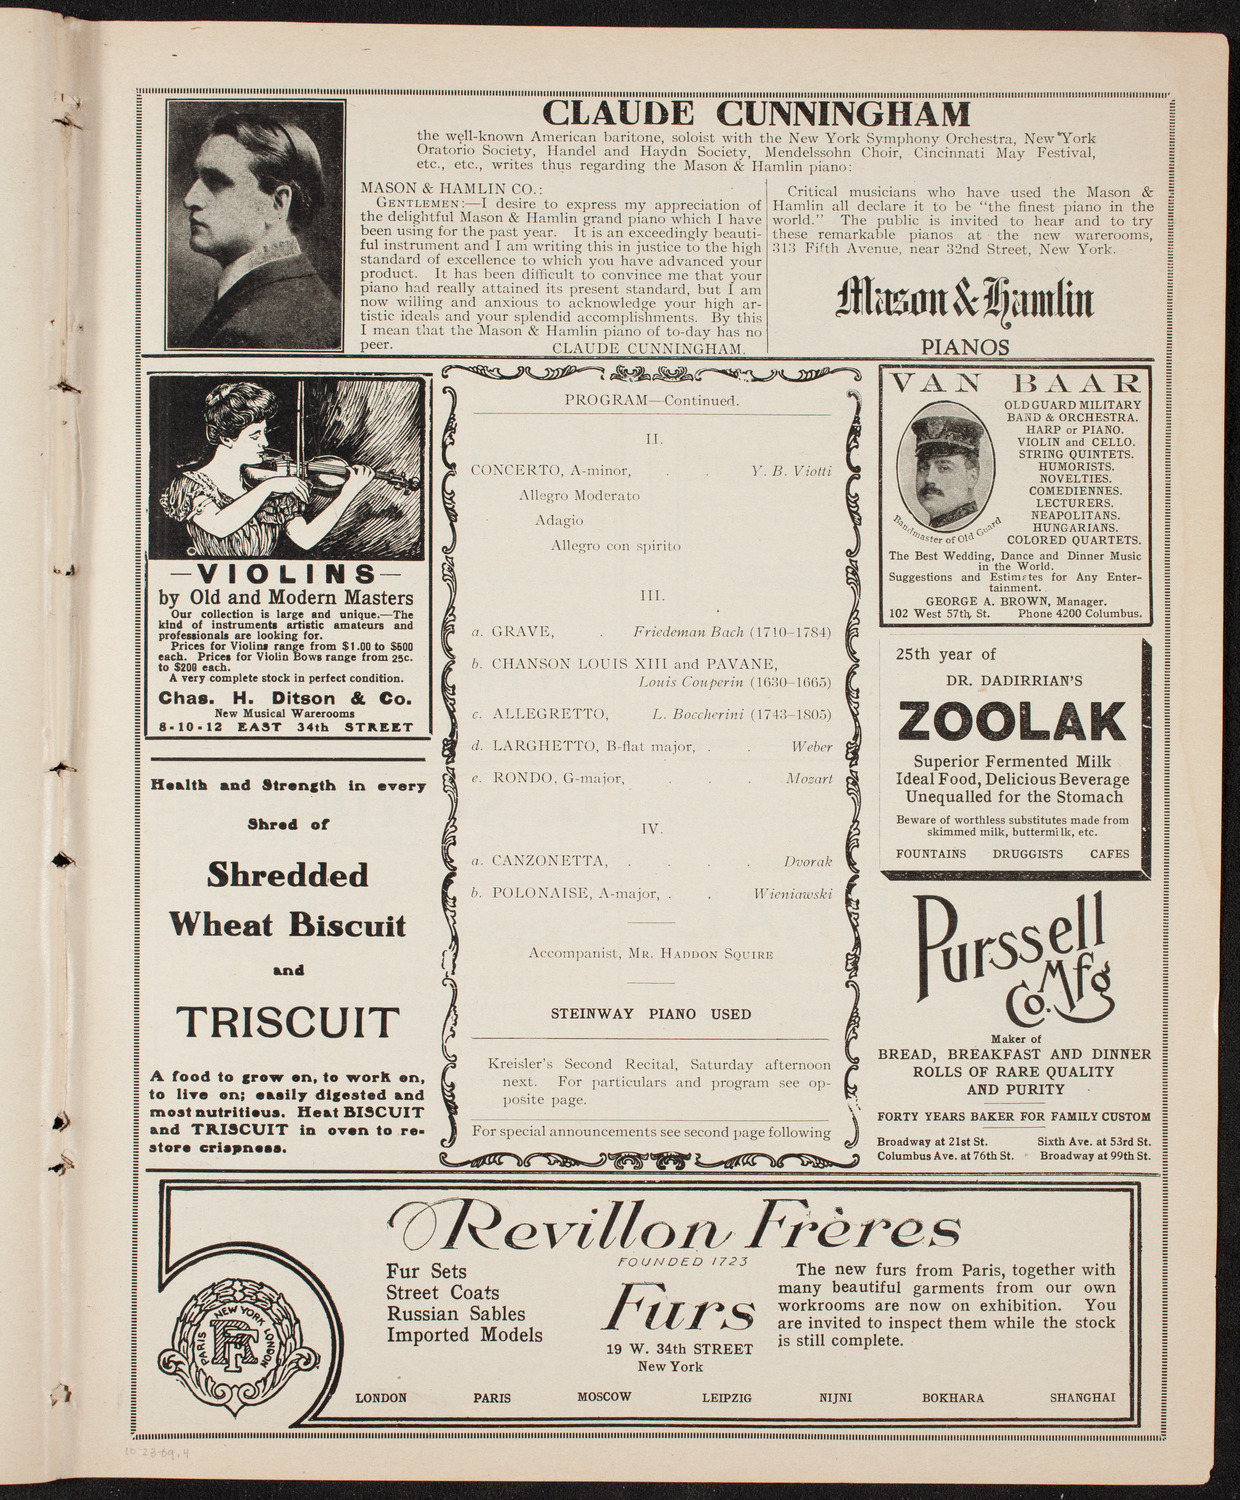 CLAUDE CUNNINGHAM
the well-known American baritone, soloist with the New York Symphony Orchestra, New York
Oratorio Society, Handel and Haydn Society, Mendelssohn Choir, Cincinnati May Festival,
etc., etc., writes thus regarding the Mason & Hamlin piano:
MASON & HAMLIN CO.:
GENTLEMEN:—I desire to express my appreciation of
the delightful Mason & Hamlin grand piano which I have
been using for the past year. It is an exceedingly beauti-
ful instrument and I am writing this in justice to the high
standard of excellence to which you have advanced your
product. It has been difficult to convince me that your
piano had really attained its present standard, but I am
now willing and anxious to acknowledge your high ar-
tistic ideals and your splendid accomplishments. By this
I mean that the Mason & Hamlin piano of to-day has no
peer. CLAUDE CUNNINGHAM.
Critical musicians who have used the Mason &
Hamlin all declare it to be "the finest piano in the
world." The public is invited to hear and to try
these remarkable pianos at the new warerooms,
313 Fifth Avenue, near 32nd Street, New York.
Mason & Hamlin
PIANOS
—VIOLINS—
by Old and Modern Masters
Our collection is large and unique.—The
kind of instruments artistic amateurs and
professionals are looking for.
Prices for Violins range from $1.00 to $500
each. Prices for Violin Bows range from 25c.
to $200 each.
A very complete stock in perfect condition.
Chas. H. Ditson & Co.
New Musical Warerooms
8-10-12 EAST 34th STREET
Health and Strength in every
Shred of
Shredded
Wheat Biscuit
and
TRISCUIT
A food to grow on, to work on,
to live on; easily digested and
most nutritious. Heat BISCUIT
and TRISCUIT in oven to re-
store crispness.
PROGRAM—Continued.
II.
CONCERTO, A-minor, . . Y. B. Viotti
Allegro Moderato
Adagio
Allegro con spirito
III.
a. GRAVE, . Friedeman Bach (1710–1784)
b. CHANSON LOUIS XIII and PAVANE,
Louis Couperin (1630–1665)
c. ALLEGRETTO, L. Boccherini (1743–1805)
d. LARGHETTO, B-flat major, . . Weber
e. RONDO, G-major, . . . Mozart
IV.
a. CANZONETTA, . . . . Dvorak
b. POLONAISE, A-major, . . Wieniawski
Accompanist, MR. HADDON SQUIRE
STEINWAY PIANO USED
Kreisler's Second Recital, Saturday afternoon
next. For particulars and program see op-
posite page.
For special announcements see second page following
VAN BAAR
OLD GUARD MILITARY
BAND & ORCHESTRA.
HARP or PIANO.
VIOLIN and CELLO.
STRING QUINTETS.
HUMORISTS.
NOVELTIES.
COMEDIENNES.
LECTURERS.
NEAPOLITANS.
HUNGARIANS.
COLORED QUARTETS.
Bandmaster of Old Guard
The Best Wedding, Dance and Dinner Music
in the World.
Suggestions and Estimates for Any Enter-
tainment.
GEORGE A. BROWN, Manager.
102 West 57th St. Phone 4200 Columbus.
25th year of
DR. DADIRRIAN'S
ZOOLAK
Superior Fermented Milk
Ideal Food, Delicious Beverage
Unequalled for the Stomach
Beware of worthless substitutes made from
skimmed milk, buttermilk, etc.
FOUNTAINS DRUGGISTS CAFES
Purssell
Mfg
Co.
Maker of
BREAD, BREAKFAST AND DINNER
ROLLS OF RARE QUALITY
AND PURITY
FORTY YEARS BAKER FOR FAMILY CUSTOM
Broadway at 21st St. Sixth Ave. at 53rd St.
Columbus Ave. at 76th St. Broadway at 99th St.
Revillon Frères
FOUNDED 1723
Fur Sets
Street Coats
Russian Sables
Imported Models
Furs
19 W. 34th STREET
New York
The new furs from Paris, together with
many beautiful garments from our own
workrooms are now on exhibition. You
are invited to inspect them while the stock
is still complete.
PARIS NEW YORK LONDON
RF
LONDON PARIS MOSCOW LEIPZIG NIJNI BOKHARA SHANGHAI
10-23-09.4